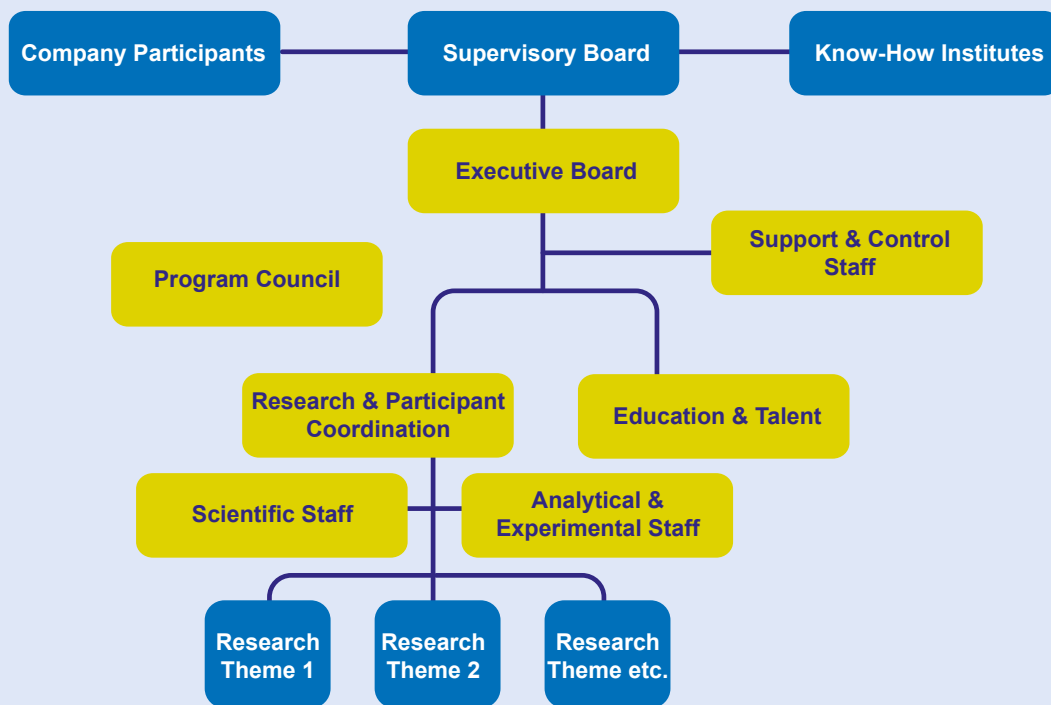 Company Participants
Supervisory Board
Know-How Institutes
Executive Board
Support & Control
Staff
Program Council
Research & Participant
Coordination
Education & Talent
Scientific Staff
Analytical &
Experimental Staff
Research
Theme 1
Research
Theme 2
Research
Theme etc.